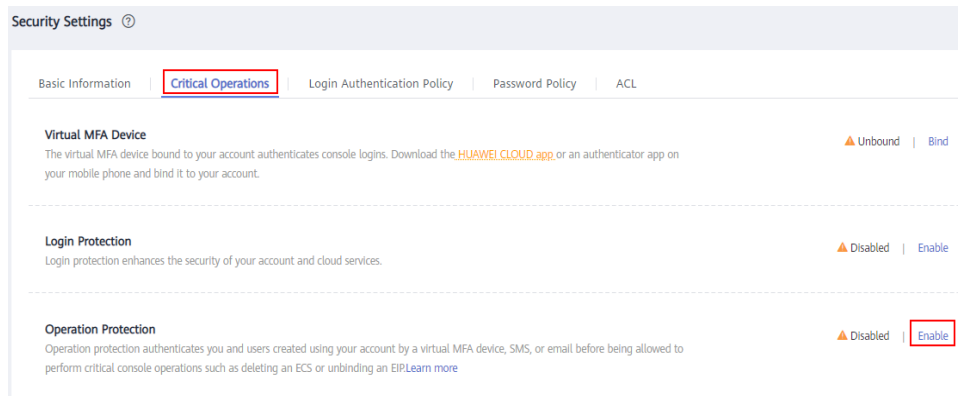 Security Settings ?
Basic Information | Critical Operations | Login Authentication Policy | Password Policy | ACL
Virtual MFA Device
The virtual MFA device bound to your account authenticates console logins. Download the HUAWEI CLOUD app or an authenticator app on
your mobile phone and bind it to your account.
Unbound | Bind
Login Protection
Login protection enhances the security of your account and cloud services.
Disabled | Enable
Operation Protection
Operation protection authenticates you and users created using your account by a virtual MFA device, SMS, or email before being allowed to
perform critical console operations such as deleting an ECS or unbinding an EIP.Learn more
Disabled | Enable